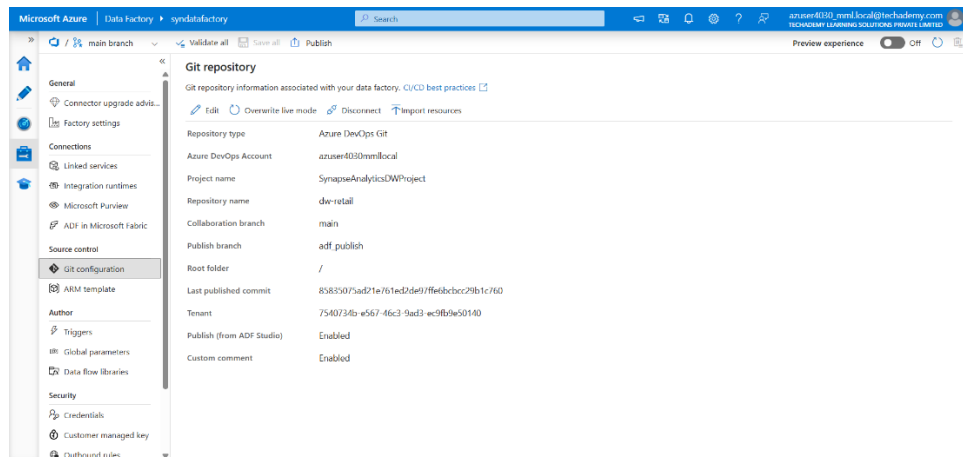 Microsoft Azure | Data Factory ▸ syndatafactory
Search
azuser4030_mml.local@techademy.com
TECHADEMY LEARNING SOLUTIONS PRIVATE LIMITED
» / main branch Validate all Save all Publish
Preview experience Off
«
General
Connector upgrade advis...
Factory settings
Connections
Linked services
Integration runtimes
Microsoft Purview
ADF in Microsoft Fabric
Source control
Git configuration
ARM template
Author
Triggers
Global parameters
Data flow libraries
Security
Credentials
Customer managed key
Outbound rules
Git repository
Git repository information associated with your data factory. CI/CD best practices
Edit Overwrite live mode Disconnect Import resources
Repository type Azure DevOps Git
Azure DevOps Account azuser4030mmllocal
Project name SynapseAnalyticsDWProject
Repository name dw-retail
Collaboration branch main
Publish branch adf_publish
Root folder /
Last published commit 85835075ad21e761ed2de97ffe6bcbcc29b1c760
Tenant 7540734b-e567-46c3-9ad3-ec9fb9e50140
Publish (from ADF Studio) Enabled
Custom comment Enabled